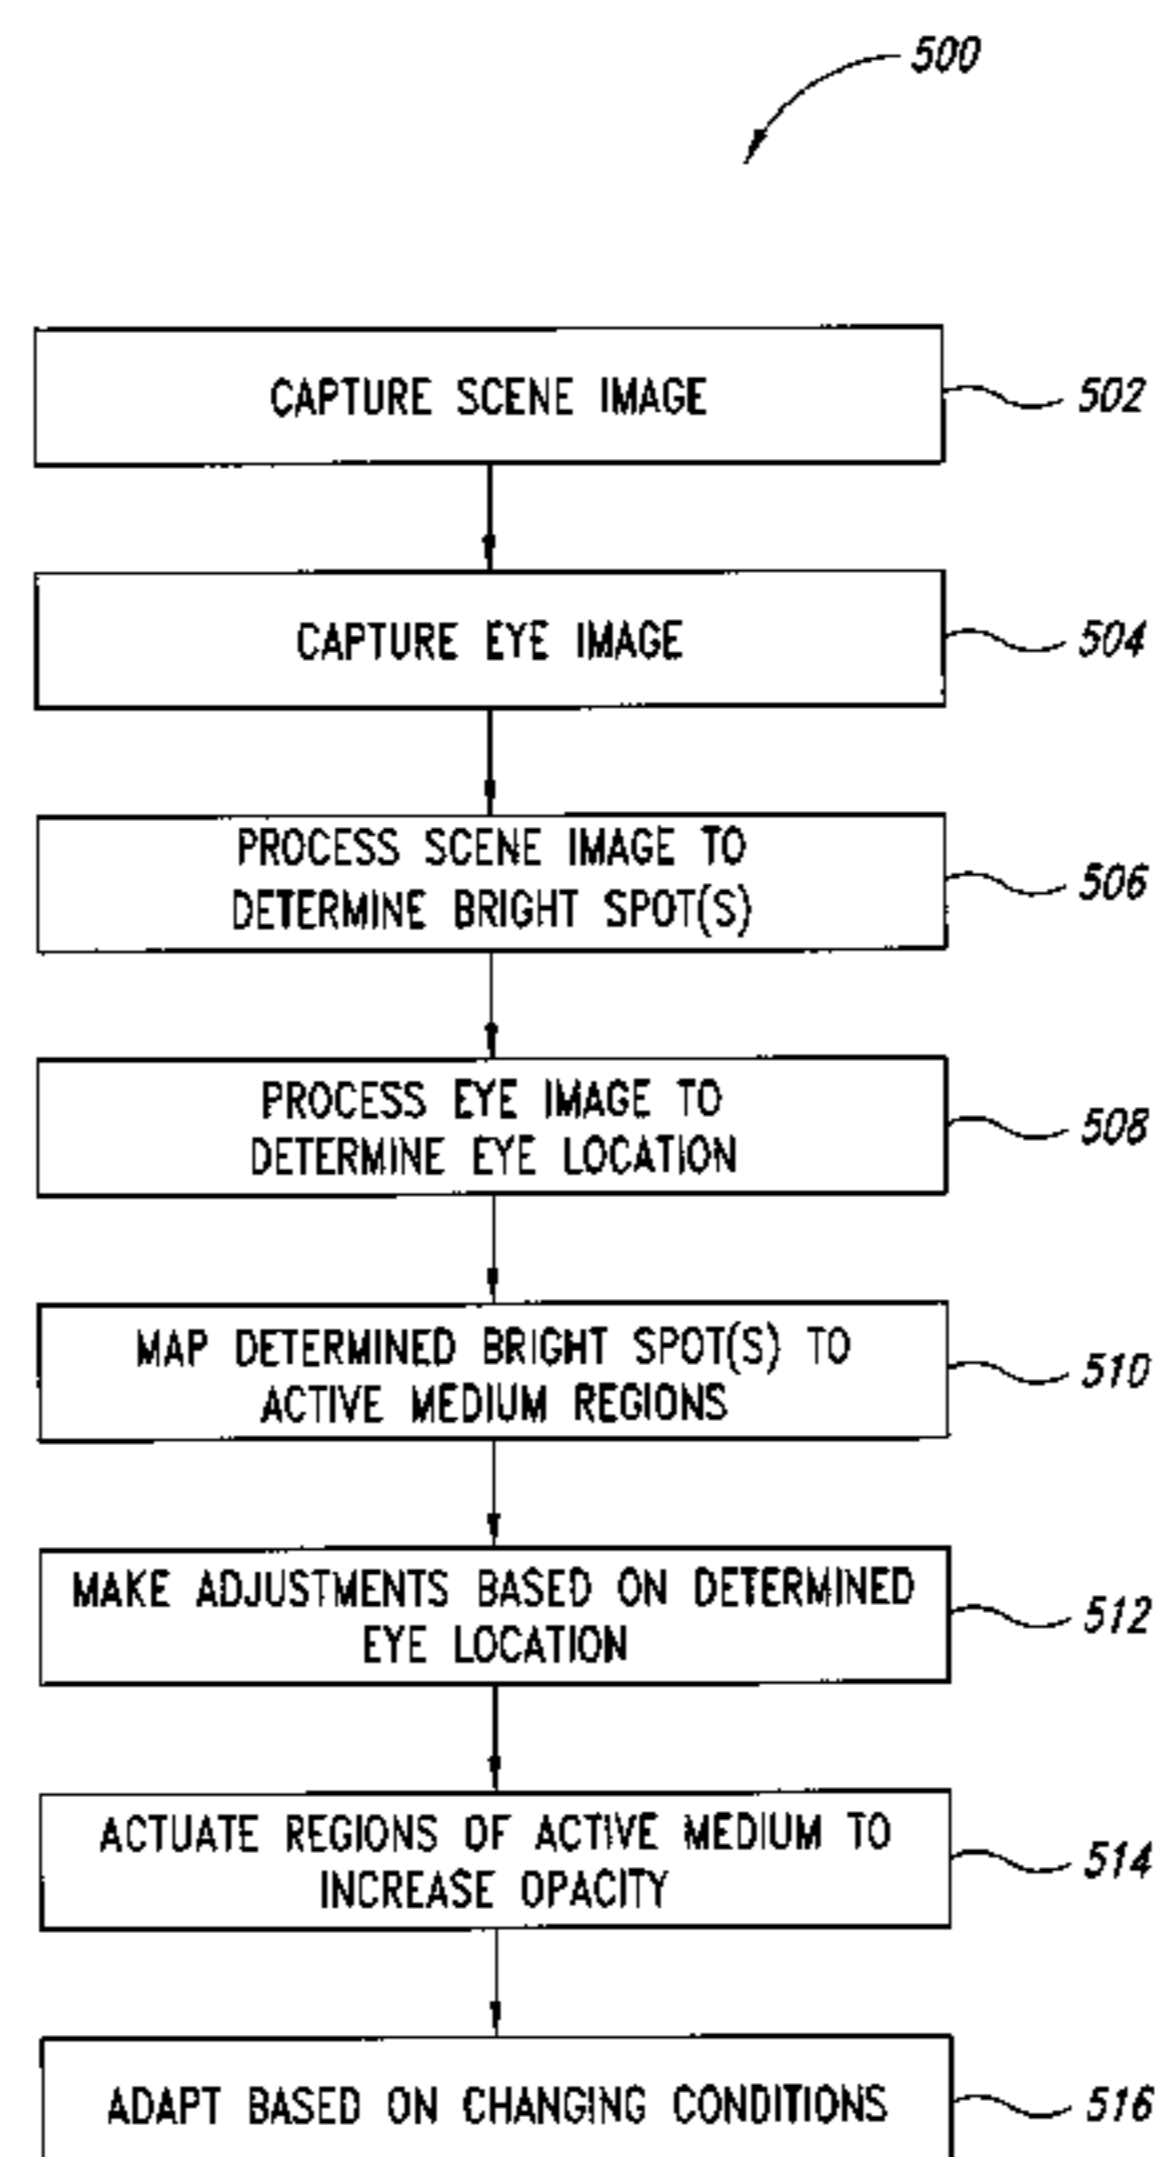 500
CAPTURE SCENE IMAGE
502
CAPTURE EYE IMAGE
504
PROCESS SCENE IMAGE TO
DETERMINE BRIGHT SPOT(S)
506
PROCESS EYE IMAGE TO
DETERMINE EYE LOCATION
508
MAP DETERMINED BRIGHT SPOT(S) TO
ACTIVE MEDIUM REGIONS
510
MAKE ADJUSTMENTS BASED ON DETERMINED
EYE LOCATION
512
ACTUATE REGIONS OF ACTIVE MEDIUM TO
INCREASE OPACITY
514
ADAPT BASED ON CHANGING CONDITIONS
516